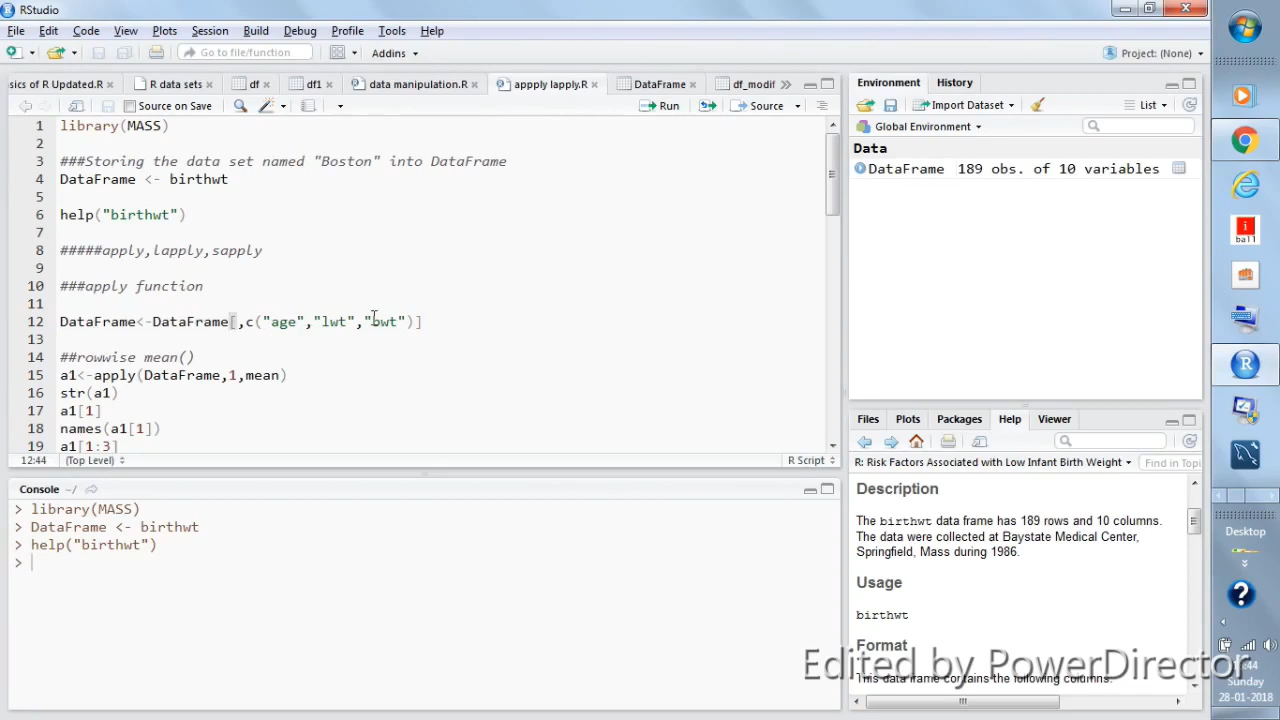 RStudio
File Edit Code View Plots Session Build Debug Profile Tools Help
Go to file/function Addins Project: (None)
sics of R Updated.R R data sets df df1 data manipulation.R appply lapply.R DataFrame df_modif
Source on Save Run Source
1 library(MASS)
2
3 ###Storing the data set named "Boston" into DataFrame
4 DataFrame <- birthwt
5
6 help("birthwt")
7
8 #####apply,lapply,sapply
9
10 ###apply function
11
12 DataFrame<-DataFrame[,c("age","lwt","bwt")]
13
14 ##rowwise mean()
15 a1<-apply(DataFrame,1,mean)
16 str(a1)
17 a1[1]
18 names(a1[1])
19 a1[1:3]
12:44 (Top Level) R Script
Console ~/
> library(MASS)
> DataFrame <- birthwt
> help("birthwt")
>
Environment History
Import Dataset List
Global Environment
Data
DataFrame 189 obs. of 10 variables
Files Plots Packages Help Viewer
R: Risk Factors Associated with Low Infant Birth Weight Find in Topi
Description
The birthwt data frame has 189 rows and 10 columns.
The data were collected at Baystate Medical Center,
Springfield, Mass during 1986.
Usage
birthwt
Format
This data frame contains the following columns:
Edited by PowerDirector
i
ball
R
Desktop
:44
Sunday
28-01-2018